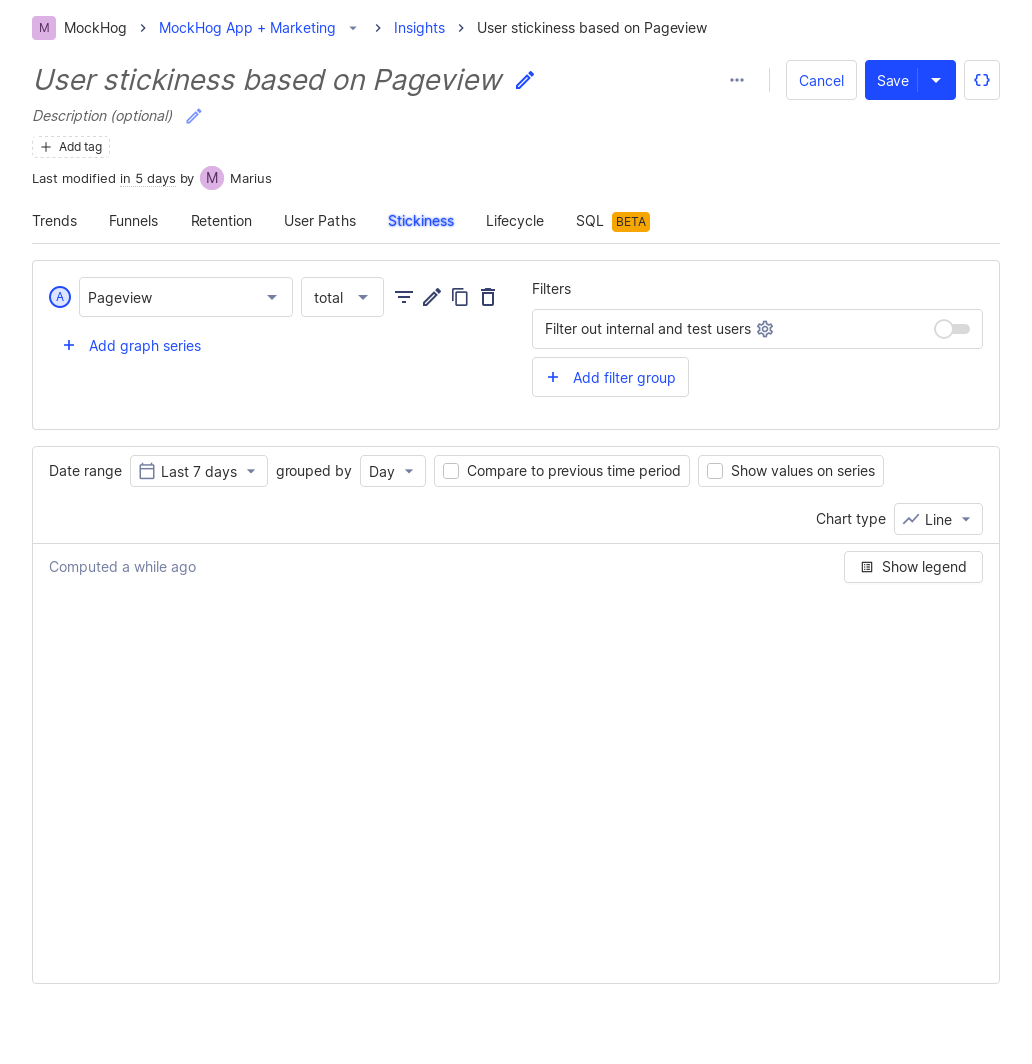 M MockHog MockHog App + Marketing Insights User stickiness based on Pageview
User stickiness based on Pageview
Cancel Save
Description (optional)
Add tag
Last modified in 5 days by M Marius
Trends Funnels Retention User Paths Stickiness Lifecycle SQL BETA
A Pageview total
Add graph series
Filters
Filter out internal and test users
Add filter group
Date range Last 7 days grouped by Day Compare to previous time period Show values on series
Chart type Line
Computed a while ago Show legend